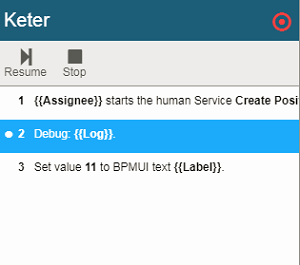 Keter
Resume Stop
1 {{Assignee}} starts the human Service Create Posi
2 Debug: {{Log}}.
3 Set value 11 to BPMUI text {{Label}}.